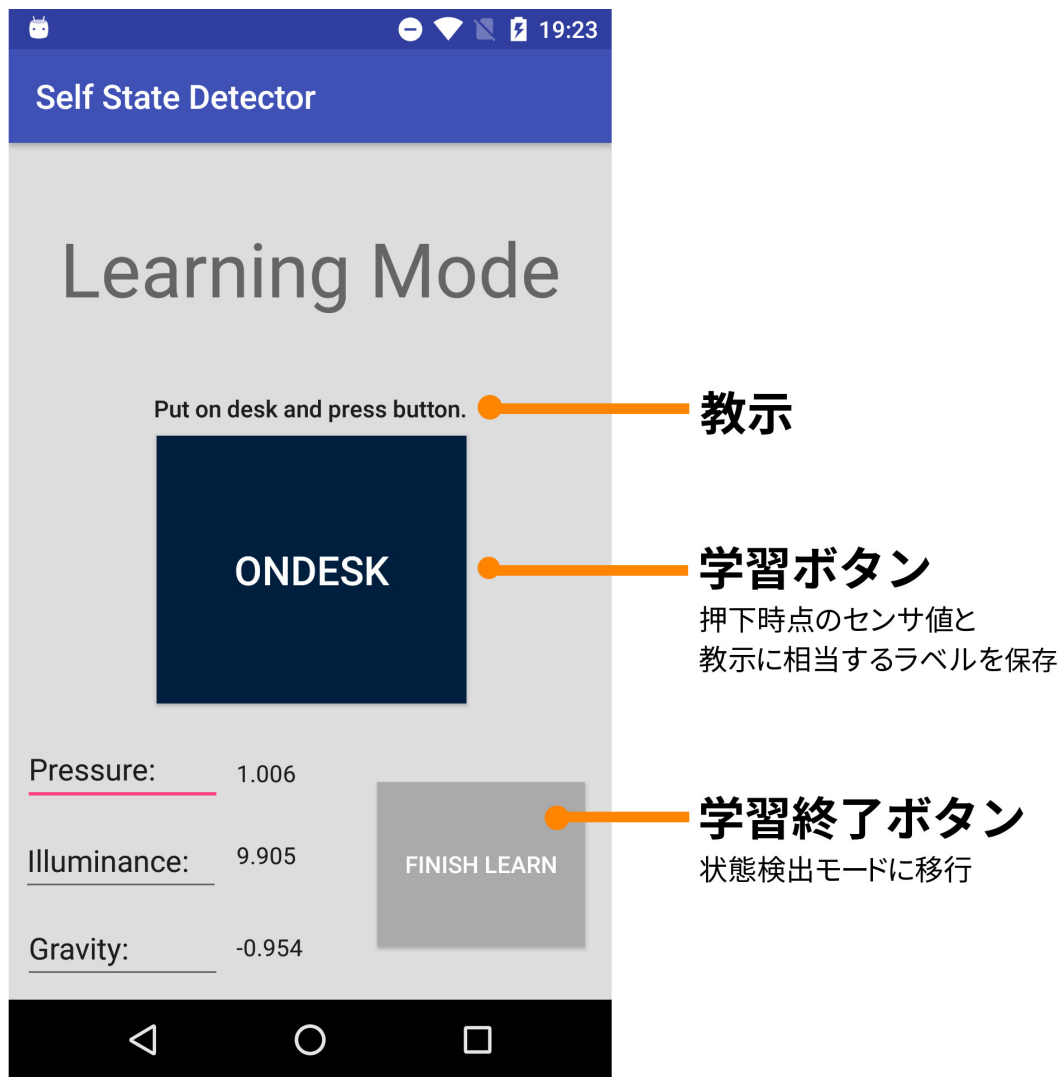 19:23
Self State Detector
Learning Mode
Put on desk and press button.
教示
ONDESK
学習ボタン
押下時点のセンサ値と
教示に相当するラベルを保存
Pressure: 1.006
Illuminance: 9.905
Gravity: -0.954
FINISH LEARN
学習終了ボタン
状態検出モードに移行